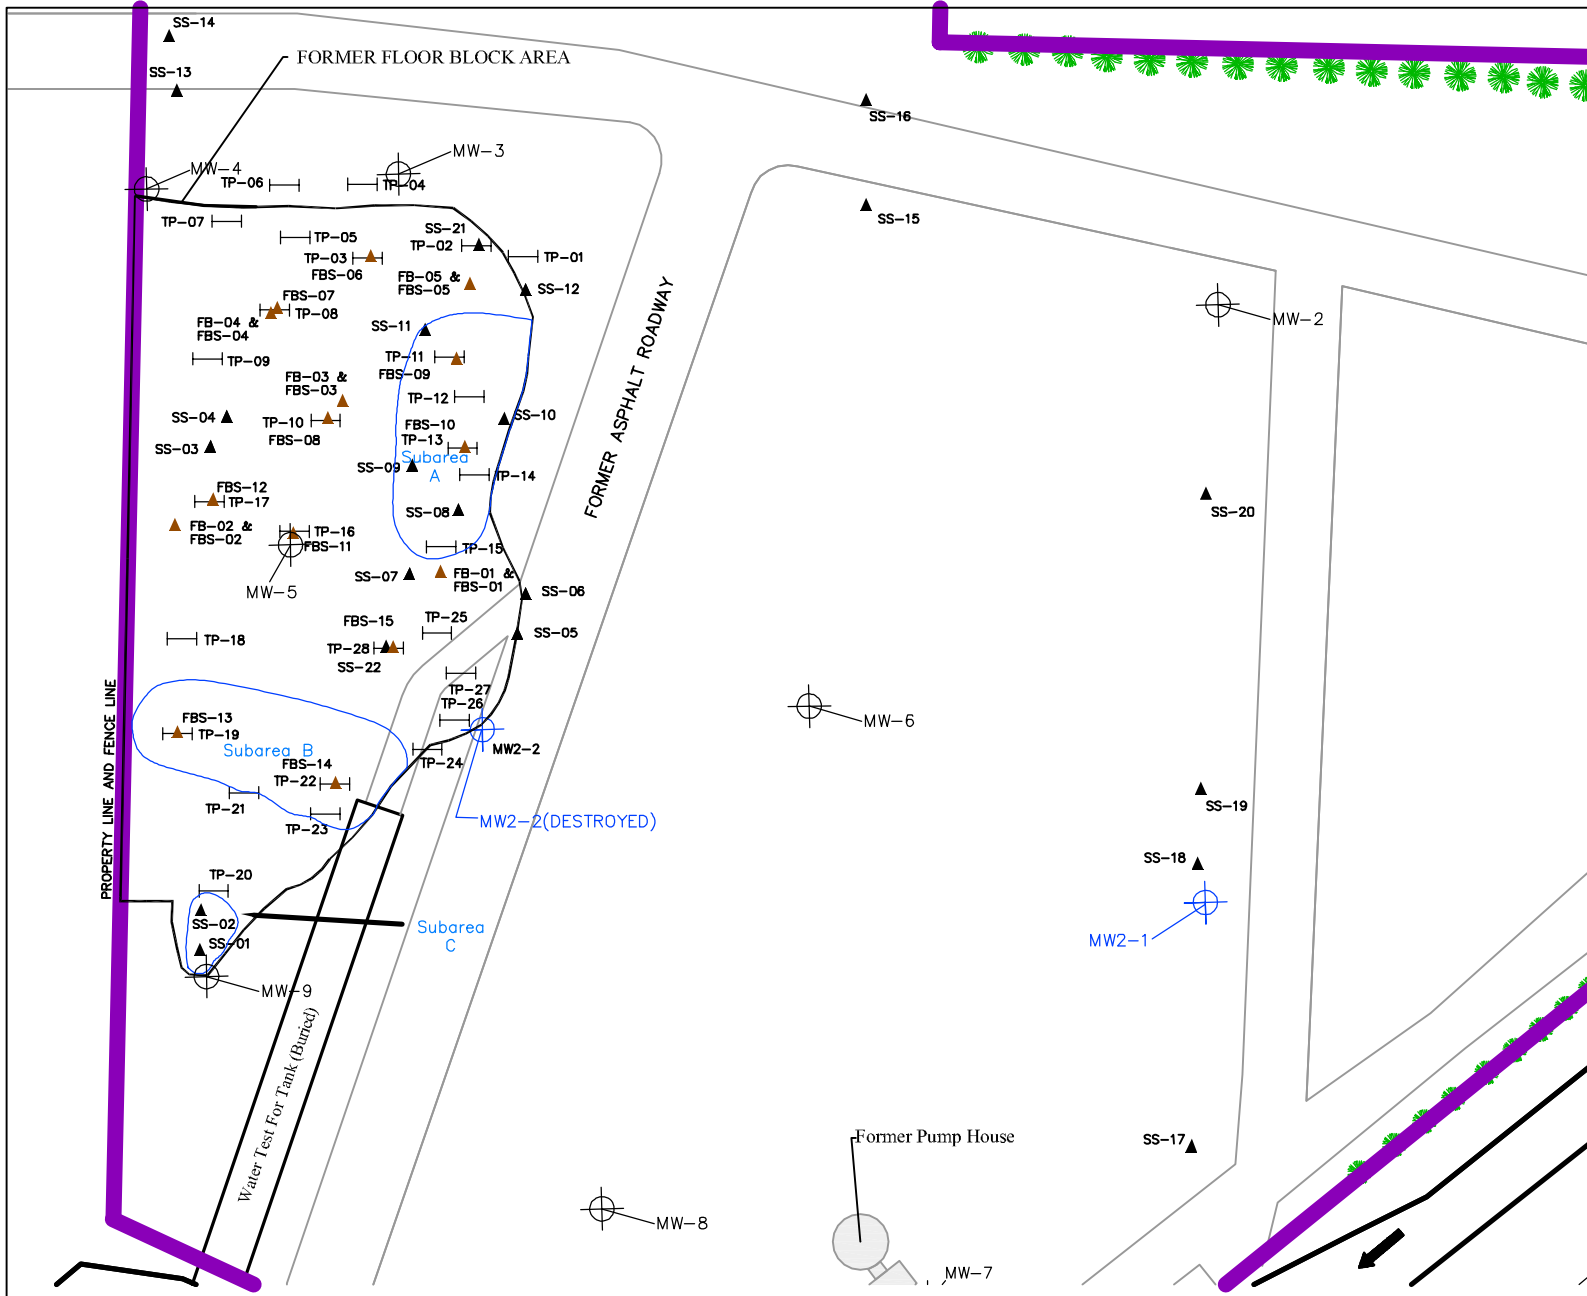 SS-14
FORMER FLOOR BLOCK AREA
SS-13
SS-16
MW-3
MW-4
TP-06
TP-04
TP-07
SS-15
SS-21
TP-05
TP-02
TP-03
TP-01
FBS-06
FB-05 &
FBS-05
SS-12
FBS-07
TP-08
FB-04 &
FBS-04
SS-11
MW-2
TP-09
TP-11
FBS-09
FB-03 &
FBS-03
TP-12
SS-04
TP-10
FBS-08
SS-10
FBS-10
TP-13
SS-03
Subarea
A
SS-09
TP-14
FORMER ASPHALT ROADWAY
FBS-12
TP-17
SS-08
SS-20
FB-02 &
FBS-02
TP-16
FBS-11
TP-15
SS-07
FB-01 &
FBS-01
MW-5
SS-06
FBS-15
TP-25
SS-05
TP-18
TP-28
SS-22
TP-27
PROPERTY LINE AND FENCE LINE
FBS-13
TP-19
TP-26
MW-6
Subarea B
MW2-2
FBS-14
TP-24
TP-22
TP-21
SS-19
TP-23
MW2-2(DESTROYED)
SS-18
TP-20
SS-02
Subarea
C
SS-01
MW2-1
MW-9
Water Test For Tank (Buried)
Former Pump House
SS-17
MW-8
MW-7